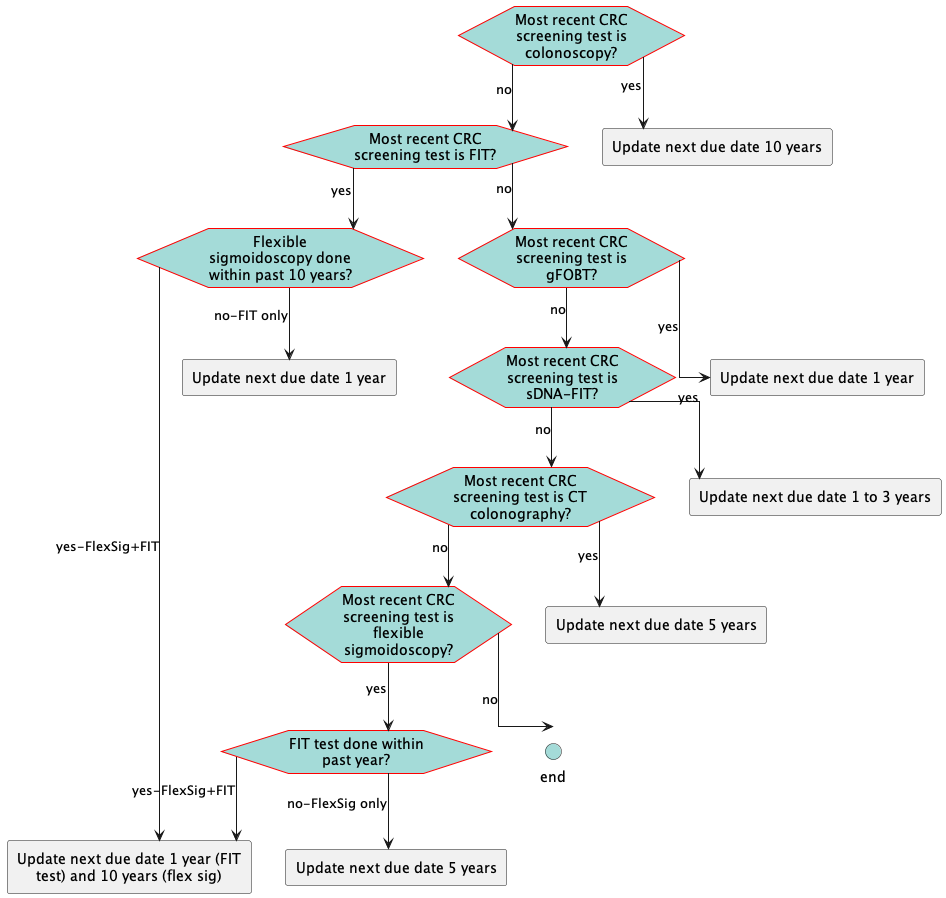 Most recent CRC
screening test is
colonoscopy?
no
yes
Most recent CRC
screening test is FIT?
Update next due date 10 years
yes
no
Flexible
sigmoidoscopy done
within past 10 years?
Most recent CRC
screening test is
gFOBT?
no-FIT only
no
yes
Update next due date 1 year
Most recent CRC
screening test is
sDNA-FIT?
Update next due date 1 year
yes
no
Most recent CRC
screening test is CT
colonography?
Update next due date 1 to 3 years
yes-FlexSig+FIT
no
yes
Most recent CRC
screening test is
flexible
sigmoidoscopy?
Update next due date 5 years
yes
no
FIT test done within
past year?
end
yes-FlexSig+FIT
no-FlexSig only
Update next due date 1 year (FIT
test) and 10 years (flex sig)
Update next due date 5 years